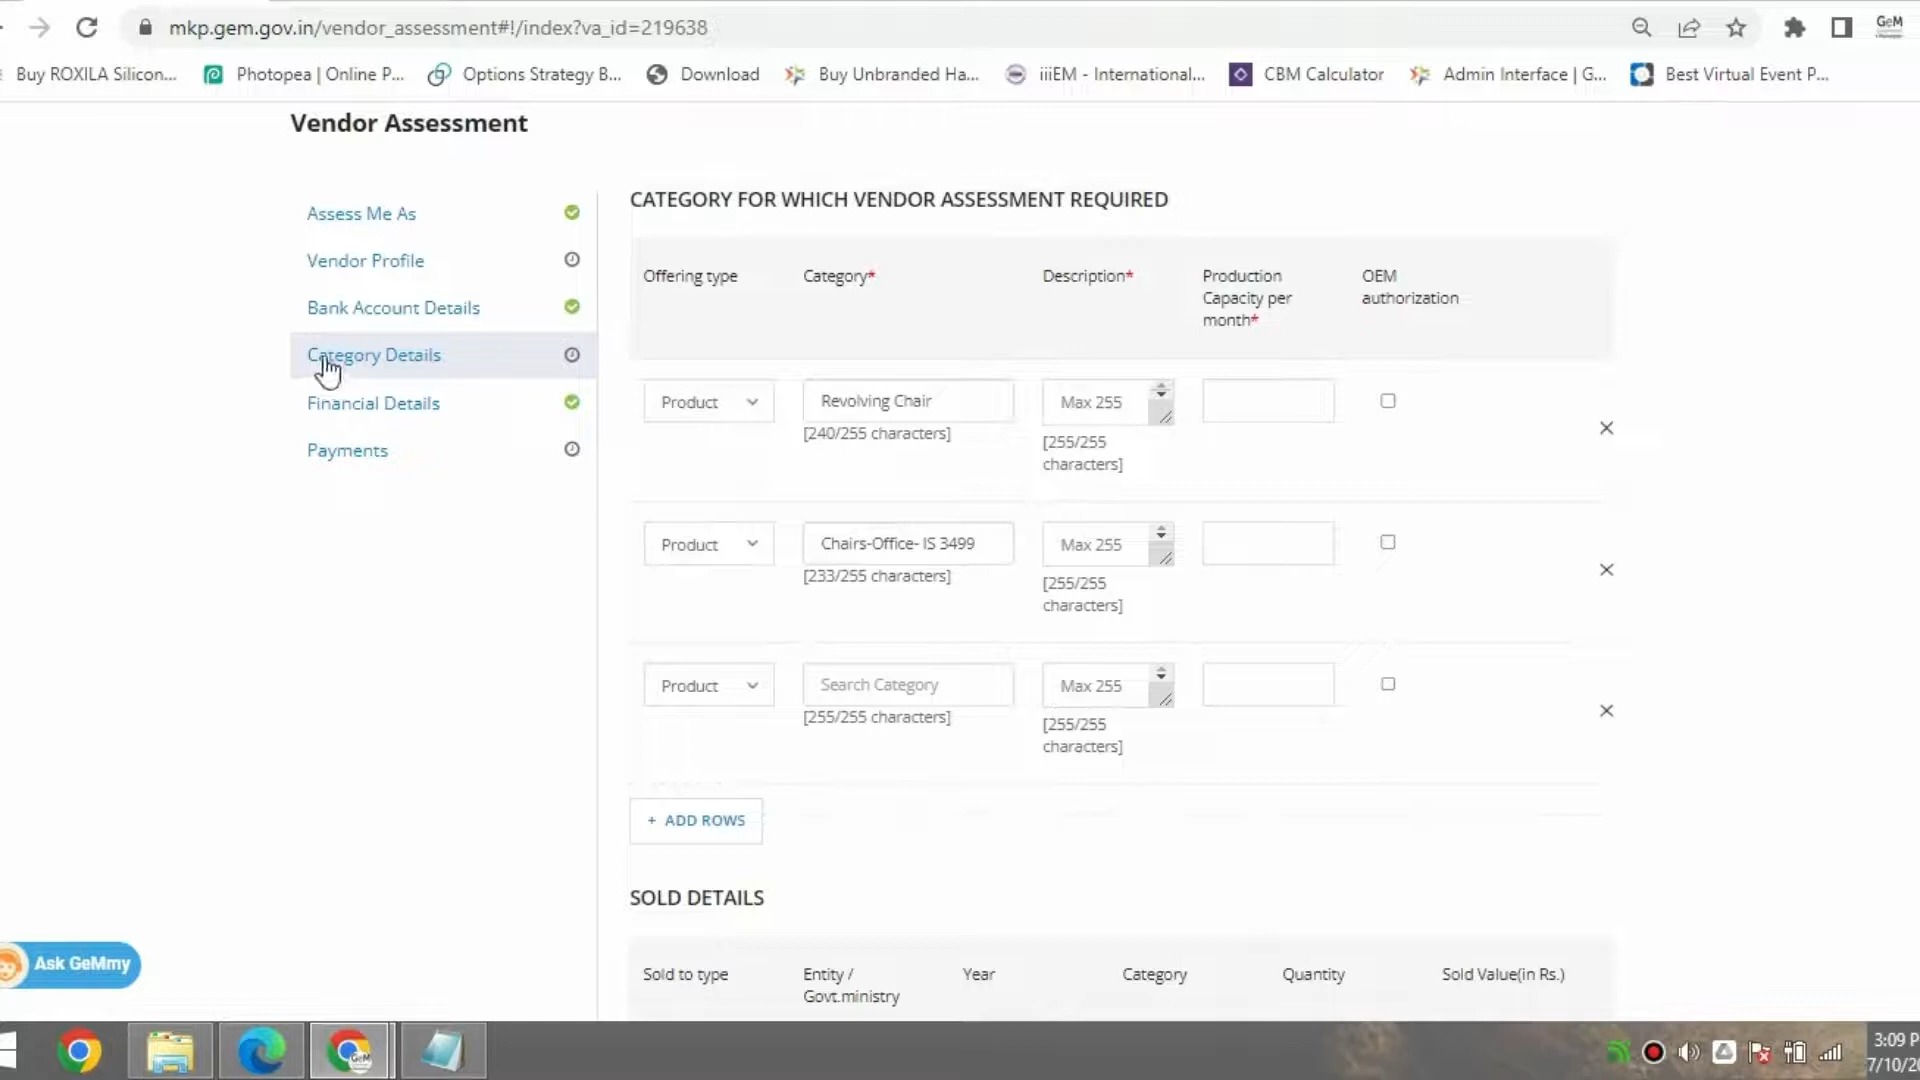 mkp.gem.gov.in/vendor_assessment#!/index?va_id=219638
GeM
Buy ROXILA Silicon... Photopea | Online P... Options Strategy B... Download Buy Unbranded Ha... iiiEM - International... CBM Calculator Admin Interface | G... Best Virtual Event P...
Vendor Assessment
Assess Me As
Vendor Profile
Bank Account Details
Category Details
Financial Details
Payments
CATEGORY FOR WHICH VENDOR ASSESSMENT REQUIRED
Offering type Category* Description* Production Capacity per month* OEM authorization
Product Revolving Chair Max 255
[240/255 characters] [255/255 characters]
Product Chairs-Office- IS 3499 Max 255
[233/255 characters] [255/255 characters]
Product Search Category Max 255
[255/255 characters] [255/255 characters]
+ ADD ROWS
SOLD DETAILS
Sold to type Entity / Govt.ministry Year Category Quantity Sold Value(in Rs.)
Ask GeMmy
GeM
3:09 P
7/10/20